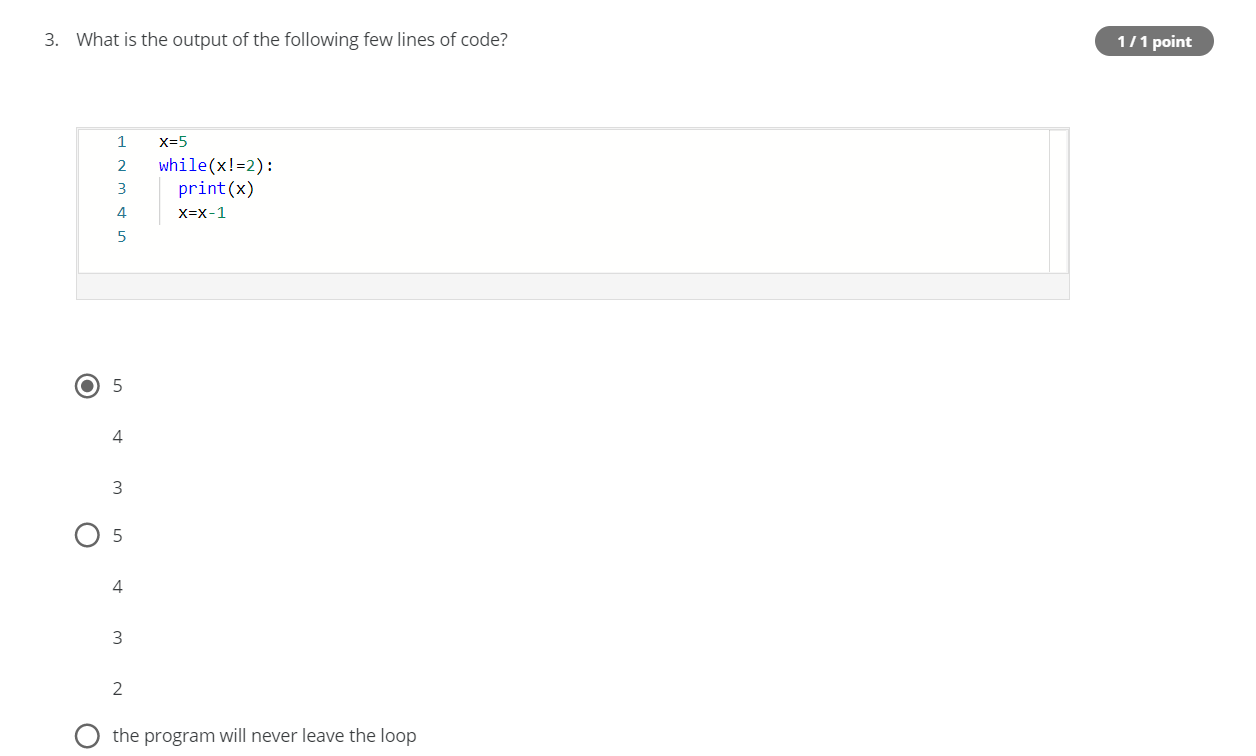 3. What is the output of the following few lines of code?
1 / 1 point
1 x=5
2 while(x!=2):
3 print(x)
4 x=x-1
5
5
4
3
5
4
3
2
the program will never leave the loop